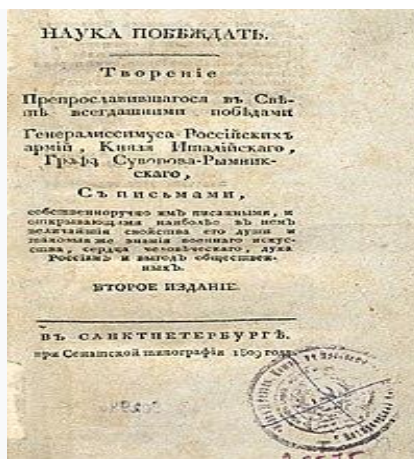 НАУКА ПОБѢЖДАТЬ.
Творенiе
Препрославившагося въ Свѣ-
тѣ всегдашними побѣдами
Генералиссимуса Россiйскихъ
армiй, Князя Италiйскаго,
Графа Суворова-Рымник-
скаго,
Съ письмами,
собственноручно имъ писанными, и
открывающими наиболѣе въ немъ
величайшiя свойства его души и
таковыя же знанiя военнаго искус-
ства, сердца человѣческаго, духа
Россiянъ и выгодъ обществен-
ныхъ.
ВТОРОЕ ИЗДАНIЕ.
ВЪ САНКТПЕТЕРБУРГѢ.
при Сенатской типографiи 1809 года